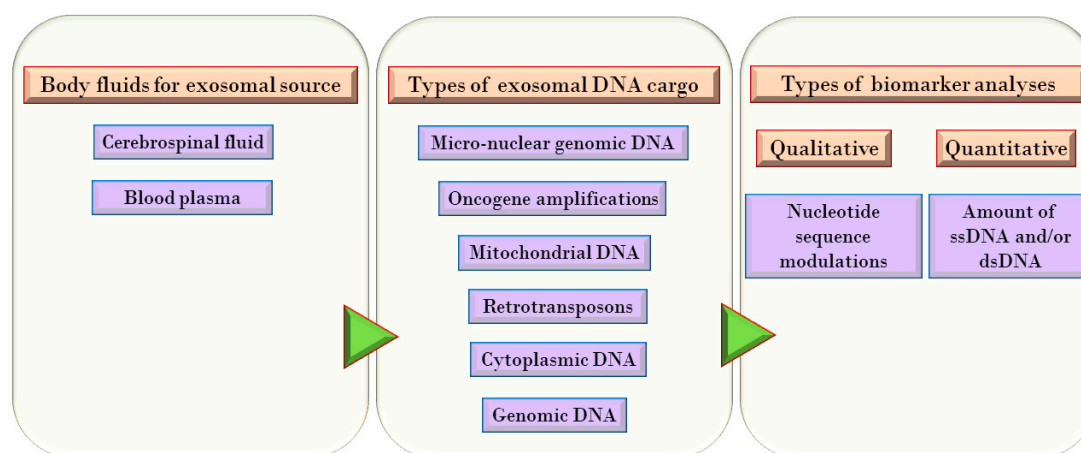 Body fluids for exosomal source
Cerebrospinal fluid
Blood plasma
Types of exosomal DNA cargo
Micro-nuclear genomic DNA
Oncogene amplifications
Mitochondrial DNA
Retrotransposons
Cytoplasmic DNA
Genomic DNA
Types of biomarker analyses
Qualitative
Nucleotide
sequence
modulations
Quantitative
Amount of
ssDNA and/or
dsDNA